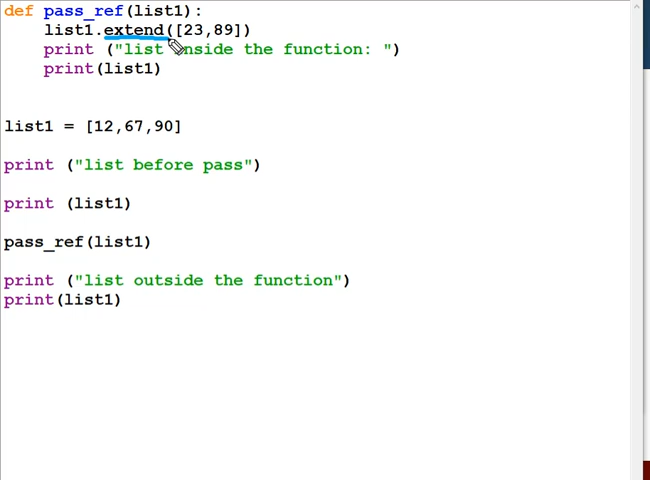 def pass_ref(list1):
    list1.extend([23,89])
    print ("list inside the function: ")
    print(list1)
list1 = [12,67,90]
print ("list before pass")
print (list1)
pass_ref(list1)
print ("list outside the function")
print(list1)